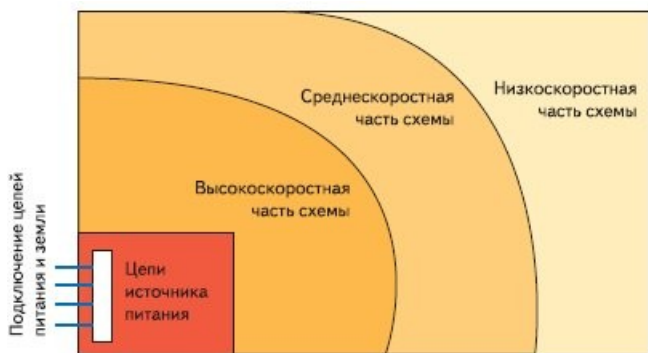 Среднескоростная
часть схемы
Низкоскоростная
часть схемы
Высокоскоростная
часть схемы
Подключение цепей
питания и земли
Цепи
источника
питания